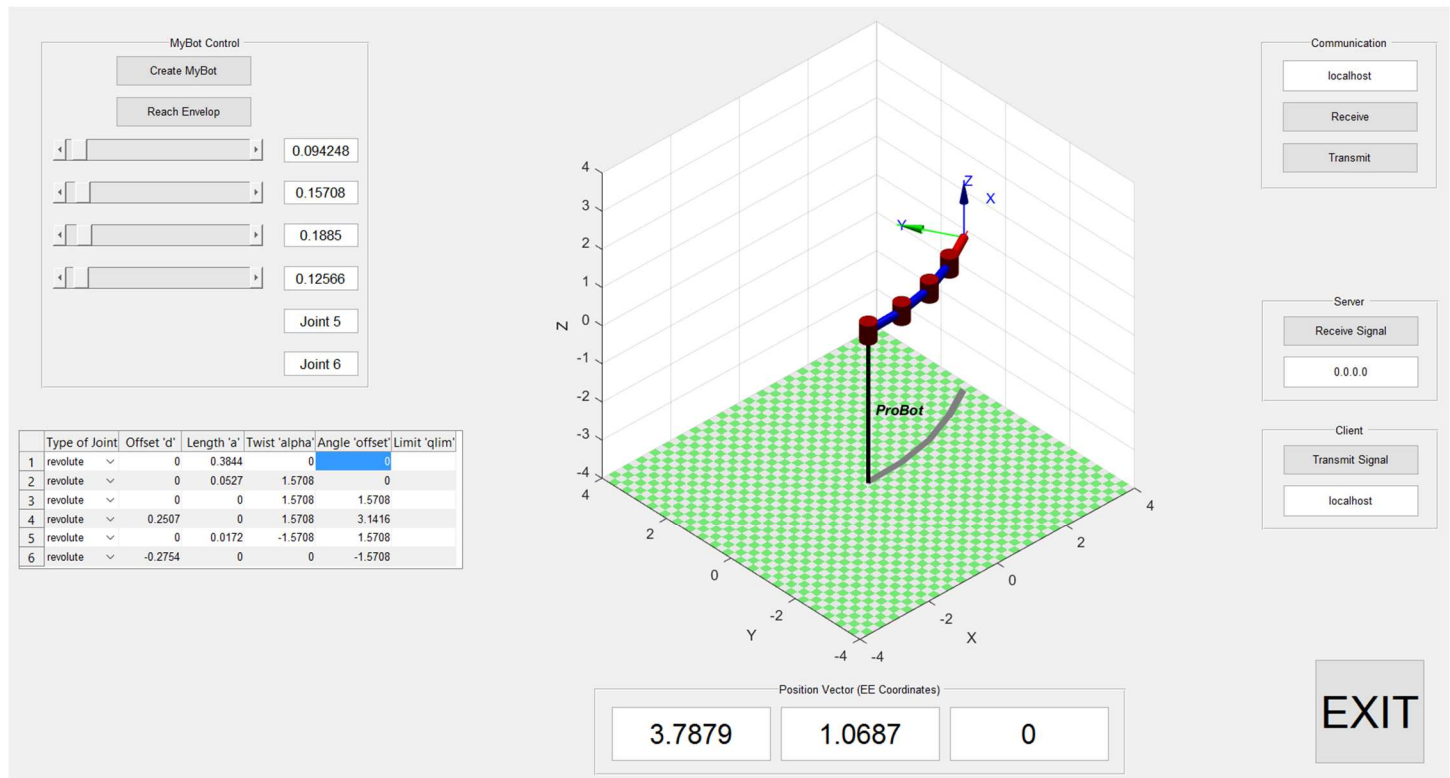 MyBot Control
Create MyBot
Reach Envelop
0.094248
0.15708
0.1885
0.12566
Joint 5
Joint 6
Type of Joint Offset 'd' Length 'a' Twist 'alpha' Angle 'offset' Limit 'qlim'
1 revolute 0 0.3844 0 0
2 revolute 0 0.0527 1.5708 0
3 revolute 0 0 1.5708 1.5708
4 revolute 0.2507 0 1.5708 3.1416
5 revolute 0 0.0172 -1.5708 1.5708
6 revolute -0.2754 0 0 -1.5708
4
3
2
1
0
-1
-2
-3
-4
Z
Z
X
Y
ProBot
4
2
0
-2
-4
Y
-4
-2
0
2
4
X
Position Vector (EE Coordinates)
3.7879 1.0687 0
Communication
localhost
Receive
Transmit
Server
Receive Signal
0.0.0.0
Client
Transmit Signal
localhost
EXIT